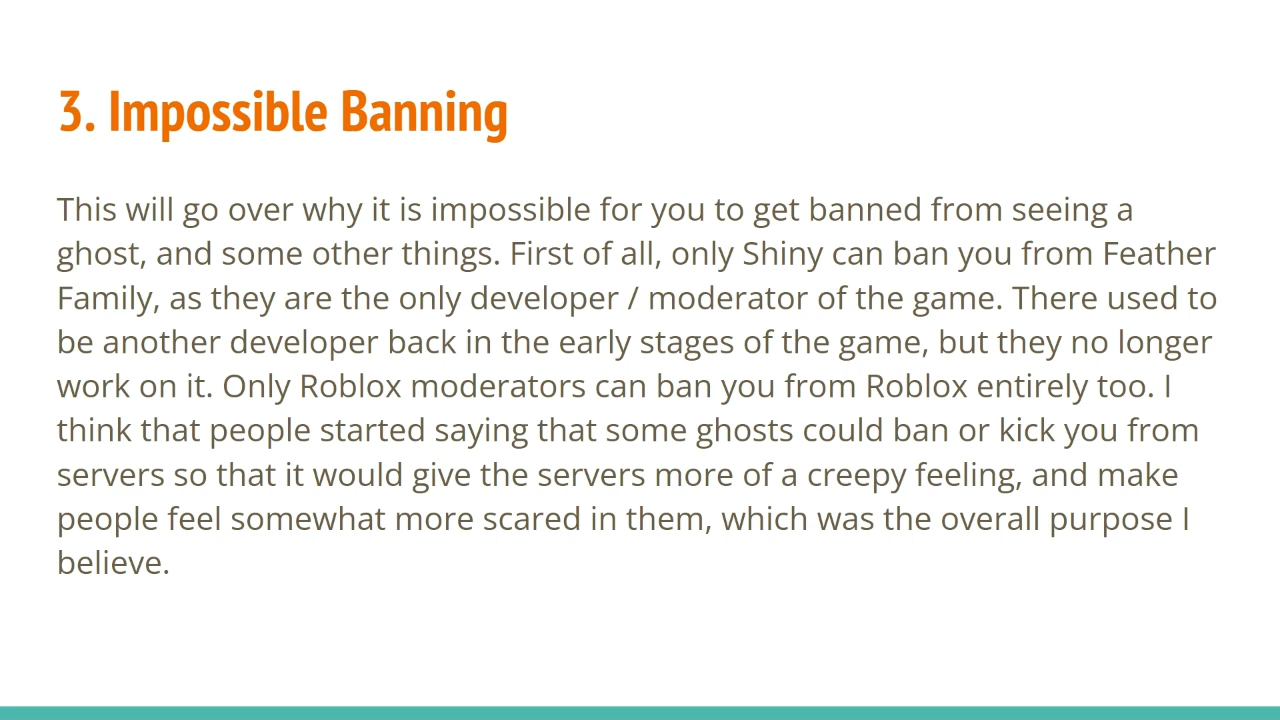 3. Impossible Banning
This will go over why it is impossible for you to get banned from seeing a
ghost, and some other things. First of all, only Shiny can ban you from Feather
Family, as they are the only developer / moderator of the game. There used to
be another developer back in the early stages of the game, but they no longer
work on it. Only Roblox moderators can ban you from Roblox entirely too. I
think that people started saying that some ghosts could ban or kick you from
servers so that it would give the servers more of a creepy feeling, and make
people feel somewhat more scared in them, which was the overall purpose I
believe.